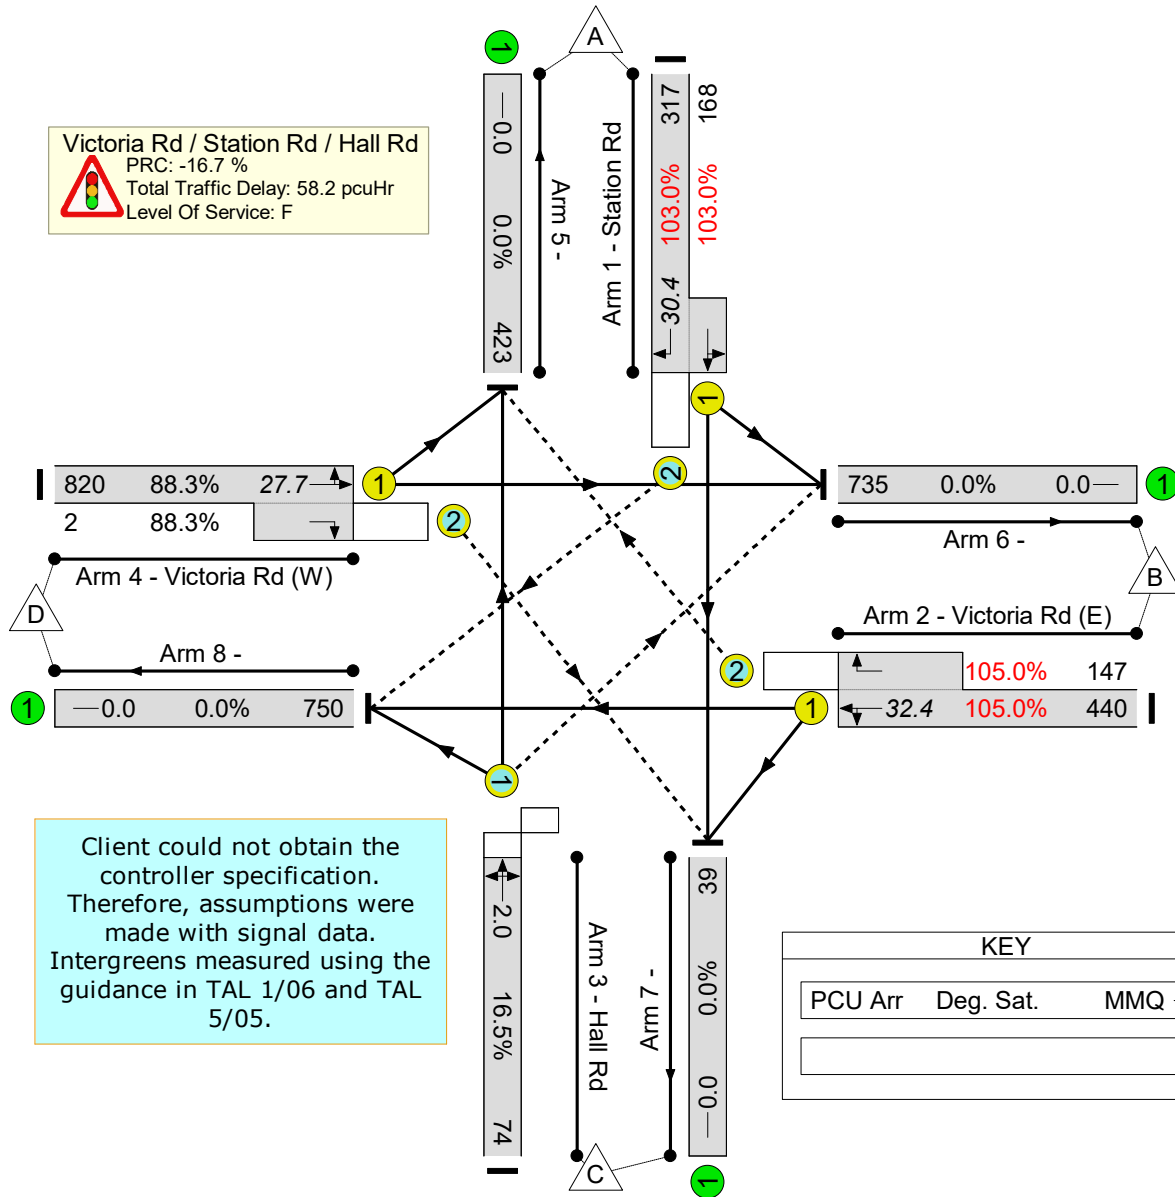 A
1
317
168
Victoria Rd / Station Rd / Hall Rd
PRC: -16.7 %
Total Traffic Delay: 58.2 pcuHr
Level Of Service: F
0.0
0.0%
423
Arm 5 -
Arm 1 - Station Rd
103.0%
103.0%
30.4
1
820 88.3% 27.7
1
2
735 0.0% 0.0
1
2 88.3%
2
Arm 4 - Victoria Rd (W)
Arm 6 -
B
D
Arm 2 - Victoria Rd (E)
Arm 8 -
2
105.0% 147
1
0.0 0.0% 750
1
32.4 105.0% 440
1
Client could not obtain the
controller specification.
Therefore, assumptions were
made with signal data.
Intergreens measured using the
guidance in TAL 1/06 and TAL
5/05.
2.0
16.5%
74
Arm 3 - Hall Rd
Arm 7 -
39
0.0%
0.0
KEY
PCU Arr Deg. Sat. MMQ
C
1